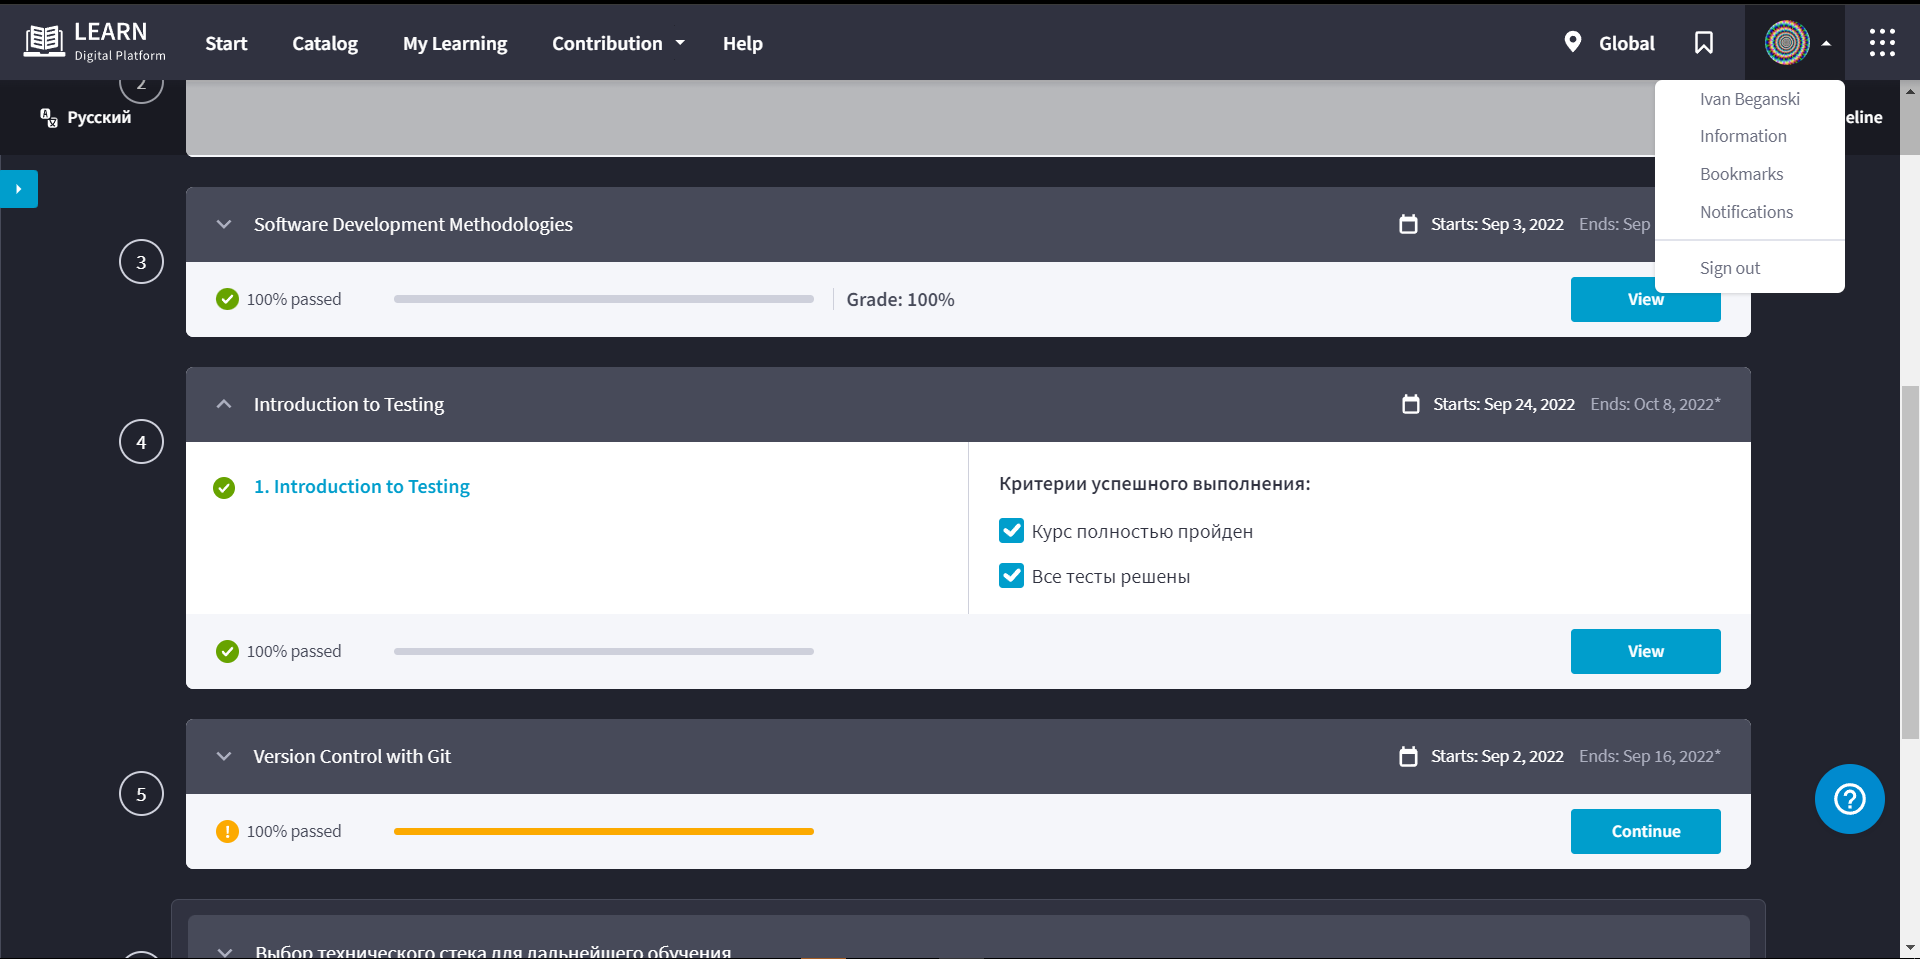 LEARN
Digital Platform
Start
Catalog
My Learning
Contribution
Help
Global
2
Русский
eline
Ivan Beganski
Information
Bookmarks
Notifications
Sign out
3
Software Development Methodologies
Starts: Sep 3, 2022
Ends: Sep
100% passed
Grade: 100%
View
4
Introduction to Testing
Starts: Sep 24, 2022
Ends: Oct 8, 2022*
1. Introduction to Testing
Критерии успешного выполнения:
Курс полностью пройден
Все тесты решены
100% passed
View
5
Version Control with Git
Starts: Sep 2, 2022
Ends: Sep 16, 2022*
100% passed
Continue
Выбор технического стека для дальнейшего обучения